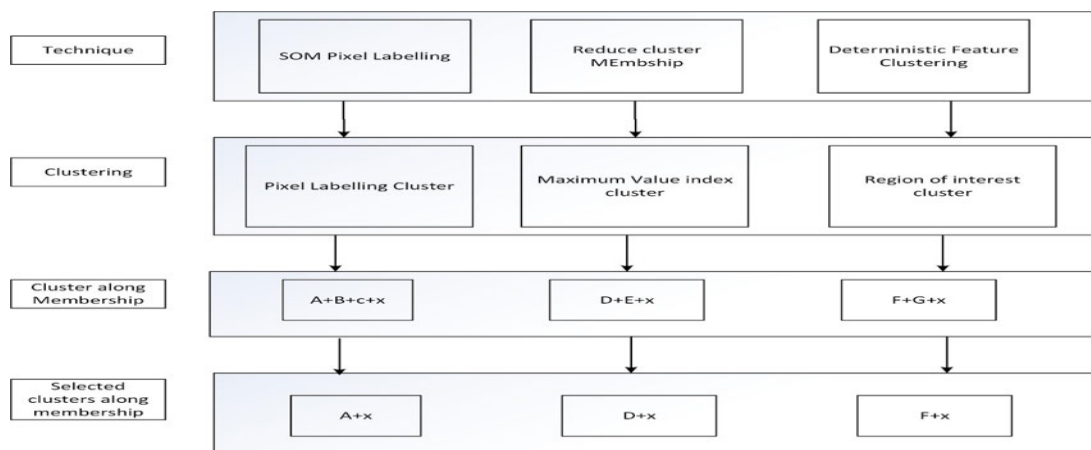 Technique
SOM Pixel Labelling
Reduce cluster
MEmbship
Deterministic Feature
Clustering
Clustering
Pixel Labelling Cluster
Maximum Value index
cluster
Region of interest
cluster
Cluster along
Membership
A+B+c+x
D+E+x
F+G+x
Selected
clusters along
membership
A+x
D+x
F+x